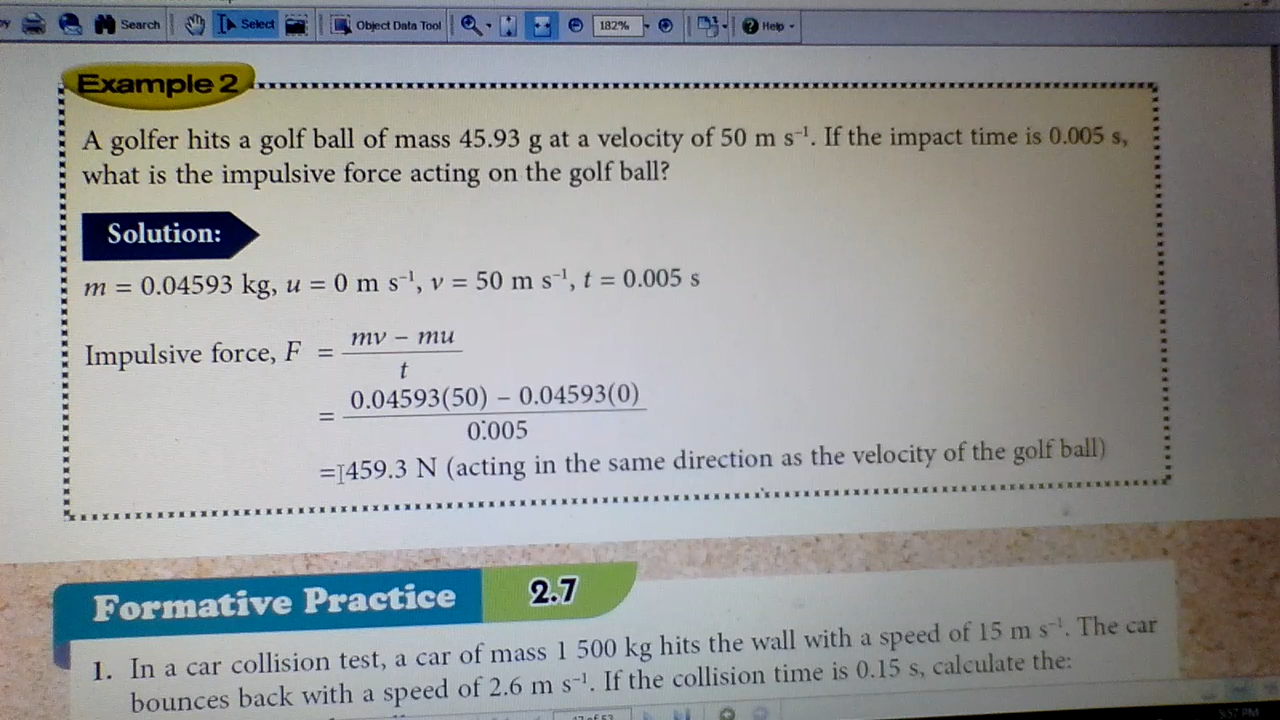 Search Select Object Data Tool 182% Help
Example 2
A golfer hits a golf ball of mass 45.93 g at a velocity of 50 m s⁻¹. If the impact time is 0.005 s,
what is the impulsive force acting on the golf ball?
Solution:
m = 0.04593 kg, u = 0 m s⁻¹, v = 50 m s⁻¹, t = 0.005 s
mv – mu
Impulsive force, F =
t
0.04593(50) – 0.04593(0)
=
0.005
= 459.3 N (acting in the same direction as the velocity of the golf ball)
Formative Practice 2.7
1. In a car collision test, a car of mass 1 500 kg hits the wall with a speed of 15 m s⁻¹. The car
bounces back with a speed of 2.6 m s⁻¹. If the collision time is 0.15 s, calculate the: